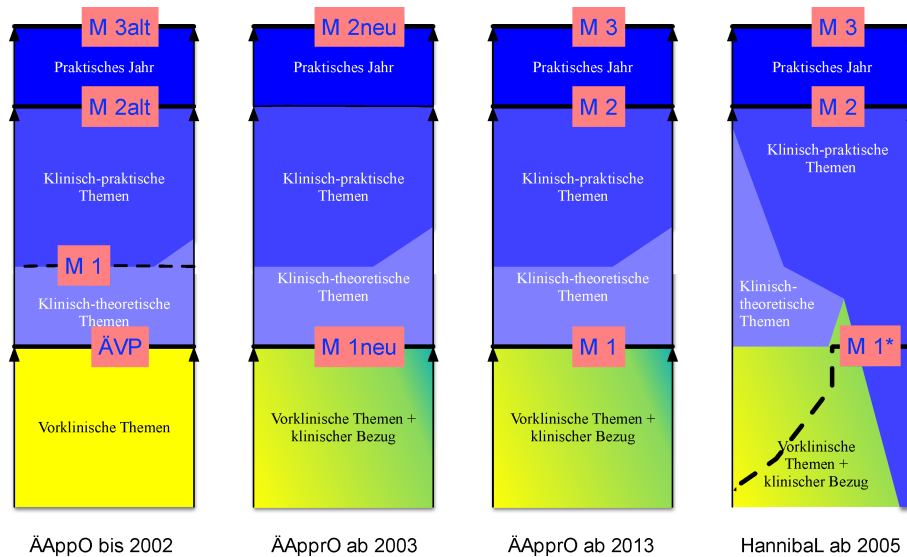 M 3alt
Praktisches Jahr
M 2alt
Klinisch-praktische
Themen
M 1
Klinisch-theoretische
Themen
ÄVP
Vorklinische Themen
ÄAppO bis 2002
M 2neu
Praktisches Jahr
Klinisch-praktische
Themen
Klinisch-theoretische
Themen
M 1neu
Vorklinische Themen +
klinischer Bezug
ÄApprO ab 2003
M 3
Praktisches Jahr
M 2
Klinisch-praktische
Themen
Klinisch-theoretische
Themen
M 1
Vorklinische Themen +
klinischer Bezug
ÄApprO ab 2013
M 3
Praktisches Jahr
M 2
Klinisch-praktische
Themen
Klinisch-
theoretische
Themen
M 1*
Vorklinische
Themen +
klinischer Bezug
HannibaL ab 2005